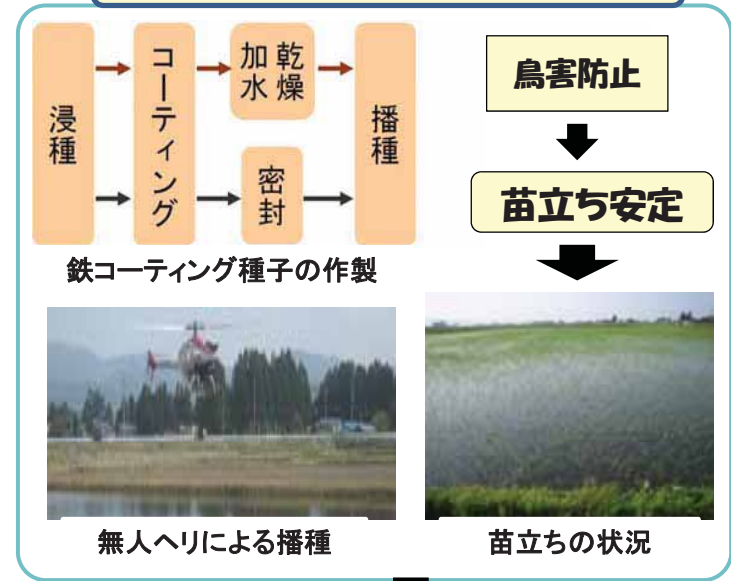 浸種
コーティング
加水
乾燥
密封
播種
鉄コーティング種子の作製
鳥害防止
苗立ち安定
無人ヘリによる播種
苗立ちの状況